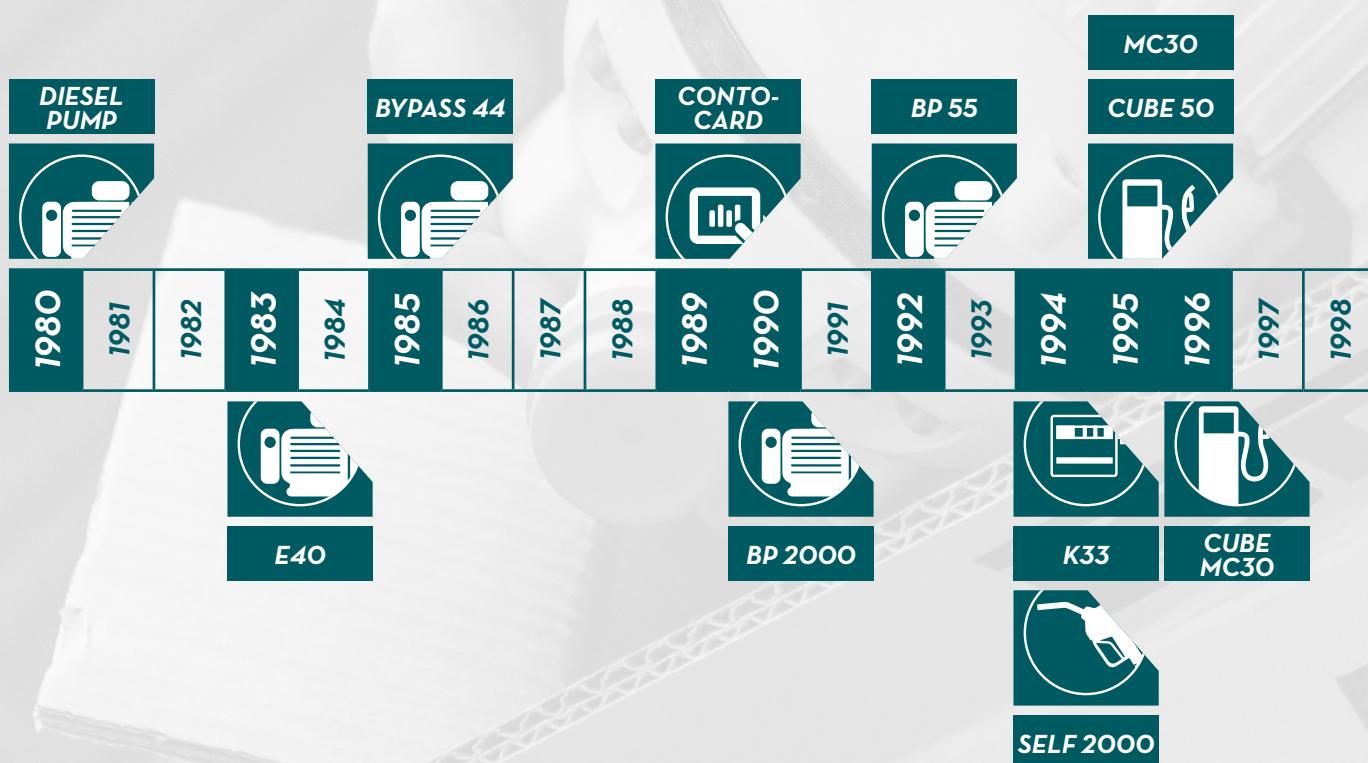 MC30
DIESEL
PUMP
BYPASS 44
CONTO-
CARD
BP 55
CUBE 50
1980
1981
1982
1983
1984
1985
1986
1987
1988
1989
1990
1991
1992
1993
1994
1995
1996
1997
1998
E40
BP 2000
K33
CUBE
MC30
SELF 2000